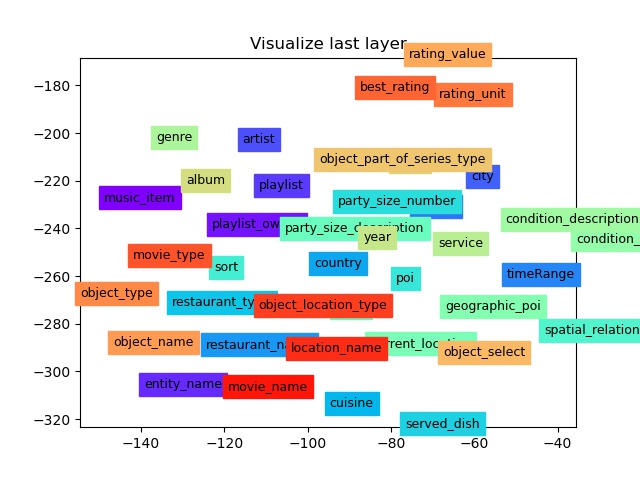 Visualize last layer
rating_value
best_rating
rating_unit
genre
artist
object_part_of_series_type
album
playlist
city
music_item
party_size_number
playlist_ow
party_size_description
condition_description
year
service
condition_
movie_type
sort
country
poi
timeRange
object_type
restaurant_ty
object_location_type
geographic_poi
spatial_relation
object_name
restaurant_na
location_name
rrent_loc
object_select
entity_name
movie_name
cuisine
served_dish
−180
−200
−220
−240
−260
−280
−300
−320
−140
−120
−100
−80
−60
−40